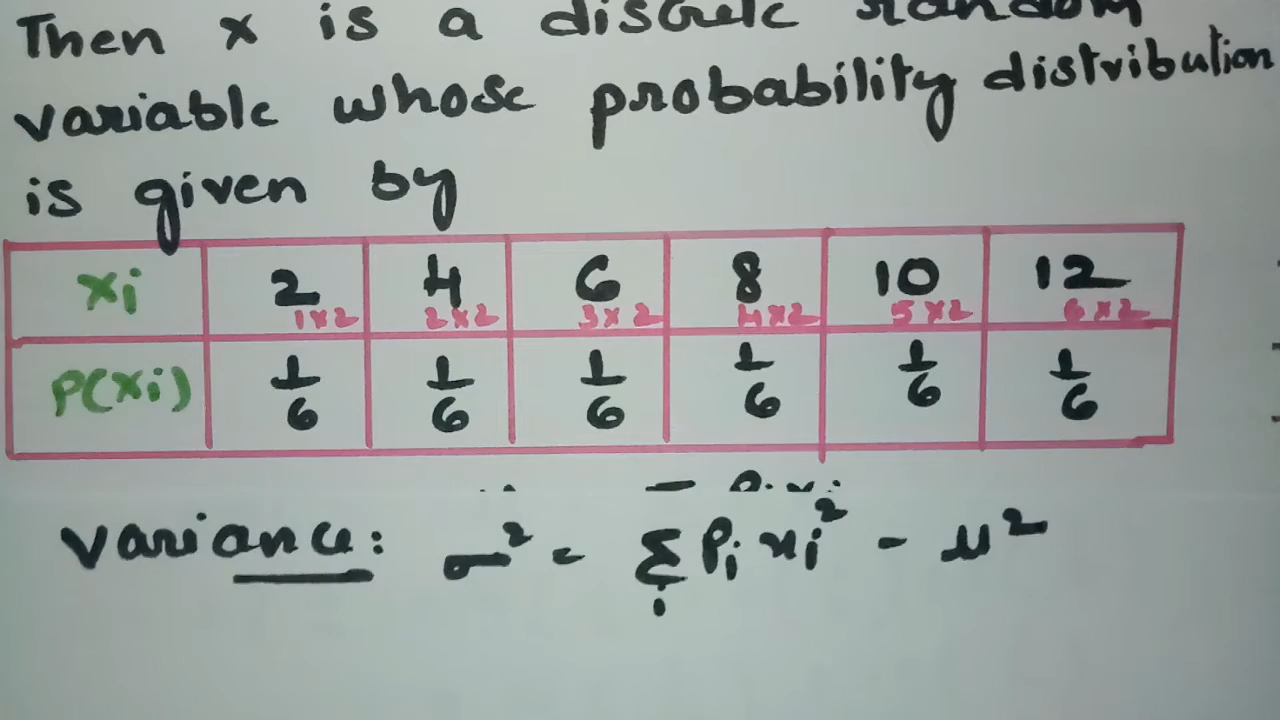 Then x is a discrete random
variable whose probability distribution
is given by
xi 2 4 6 8 10 12
1×2 2×2 3×2 4×2 5×2 6×2
P(xi) 1/6 1/6 1/6 1/6 1/6 1/6
Variance: σ² = Σ Pi xi² - μ²
i